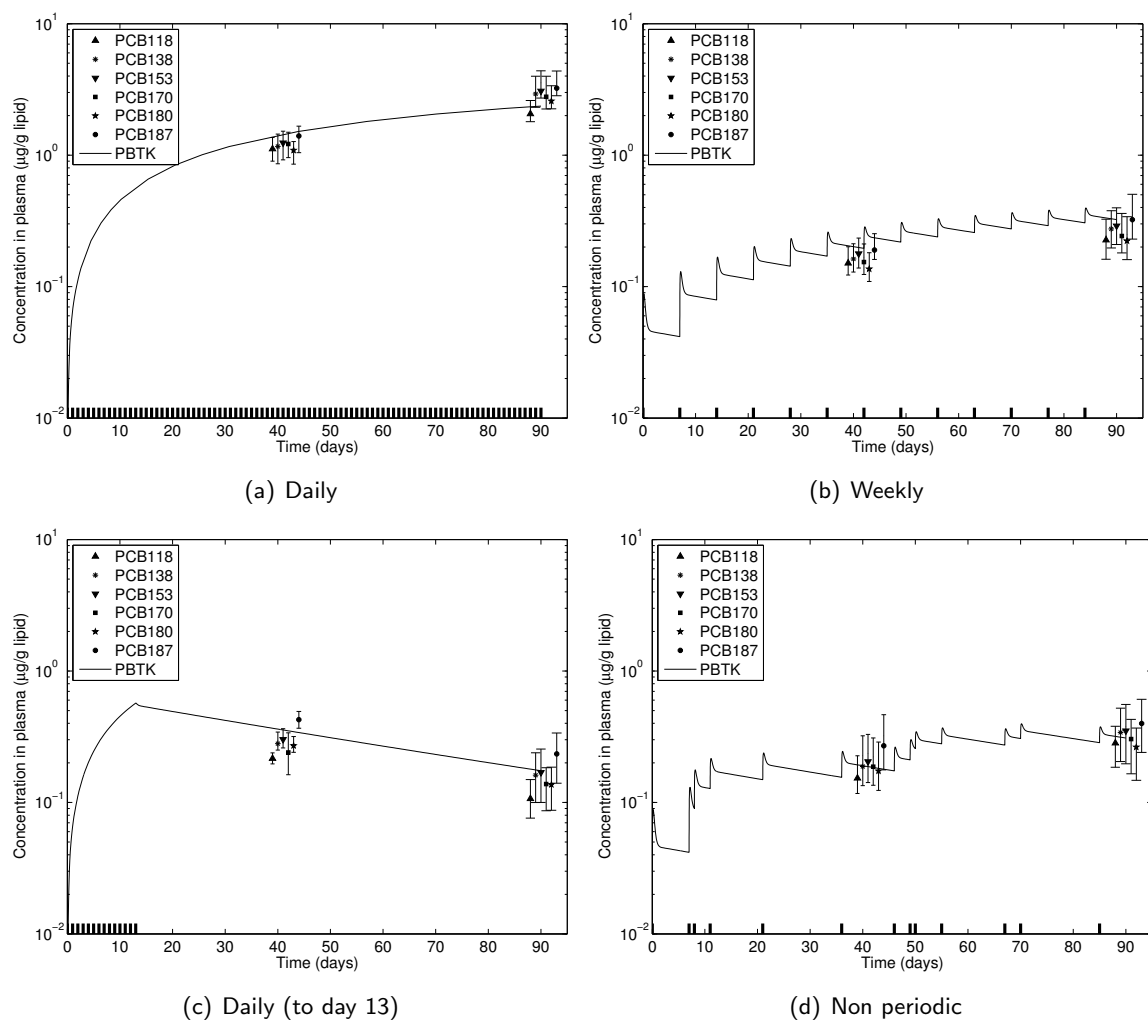 10^1
10^0
10^-1
10^-2
Concentration in plasma (µg/g lipid)
PCB118
PCB138
PCB153
PCB170
PCB180
PCB187
PBTK
0 10 20 30 40 50 60 70 80 90
Time (days)
(a) Daily
10^1
10^0
10^-1
10^-2
Concentration in plasma (µg/g lipid)
PCB118
PCB138
PCB153
PCB170
PCB180
PCB187
PBTK
0 10 20 30 40 50 60 70 80 90
Time (days)
(b) Weekly
10^1
10^0
10^-1
10^-2
Concentration in plasma (µg/g lipid)
PCB118
PCB138
PCB153
PCB170
PCB180
PCB187
PBTK
0 10 20 30 40 50 60 70 80 90
Time (days)
(c) Daily (to day 13)
10^1
10^0
10^-1
10^-2
Concentration in plasma (µg/g lipid)
PCB118
PCB138
PCB153
PCB170
PCB180
PCB187
PBTK
0 10 20 30 40 50 60 70 80 90
Time (days)
(d) Non periodic